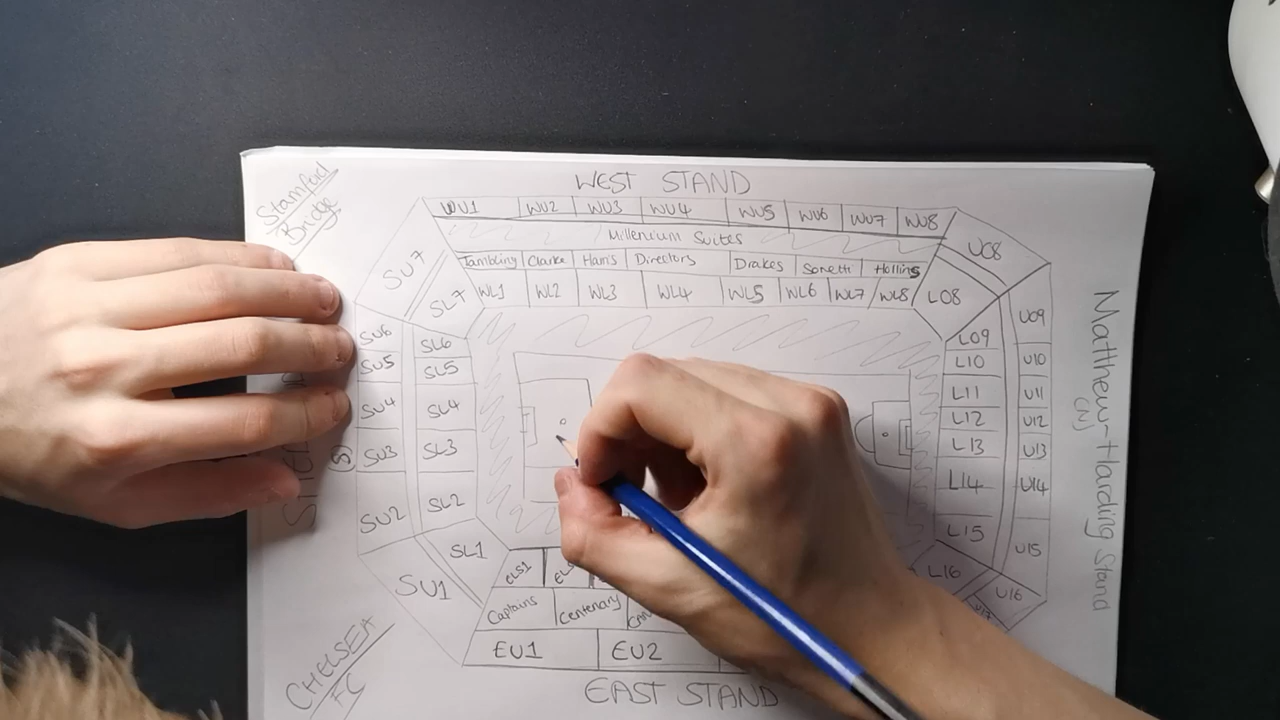 WEST STAND
Stamford
Bridge
WU1 WU2 WU3 WU4 WU5 WU6 WU7 WU8
Millenium Suites
Tambling Clarke Harris Directors Drakes Sonetti Hollins
WL1 WL2 WL3 WL4 WL5 WL6 WL7 WL8
SU7
SL7
U08
L08
SU6 SL6
SU5 SL5
SU4 SL4
SU3 SL3
SU2 SL2
SU1 SL1
L09 U09
L10 U10
L11 U11
L12 U12
L13 U13
L14 U14
L15 U15
L16 U16
Matthew-Harding Stand
(N)
ELS1
Captains Centenary
EU1 EU2
CHELSEA
FC
EAST STAND